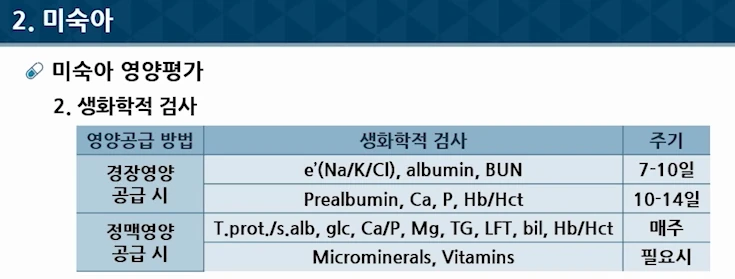 2. 미숙아
미숙아 영양평가
2. 생화학적 검사
영양공급 방법 생화학적 검사 주기
경장영양 공급 시 e'(Na/K/Cl), albumin, BUN 7-10일
Prealbumin, Ca, P, Hb/Hct 10-14일
정맥영양 공급 시 T.prot./s.alb, glc, Ca/P, Mg, TG, LFT, bil, Hb/Hct 매주
Microminerals, Vitamins 필요시